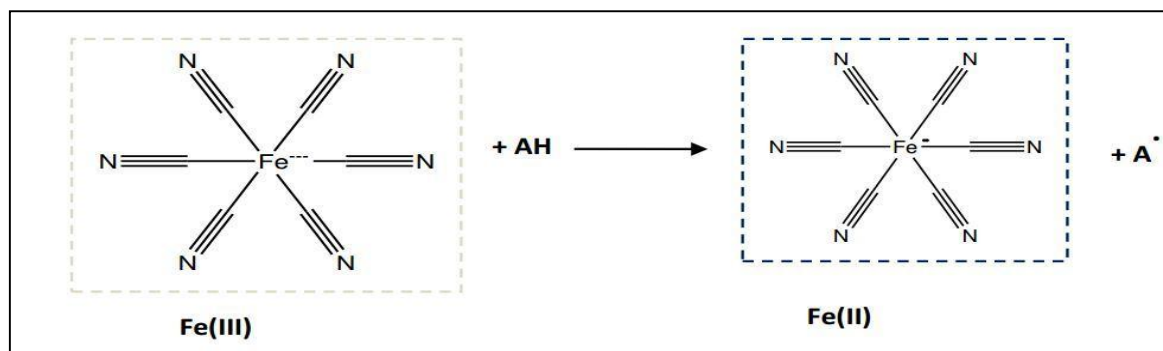 N N N N
N Fe--- N + AH N Fe- N + A•
N N N N
Fe(III) Fe(II)